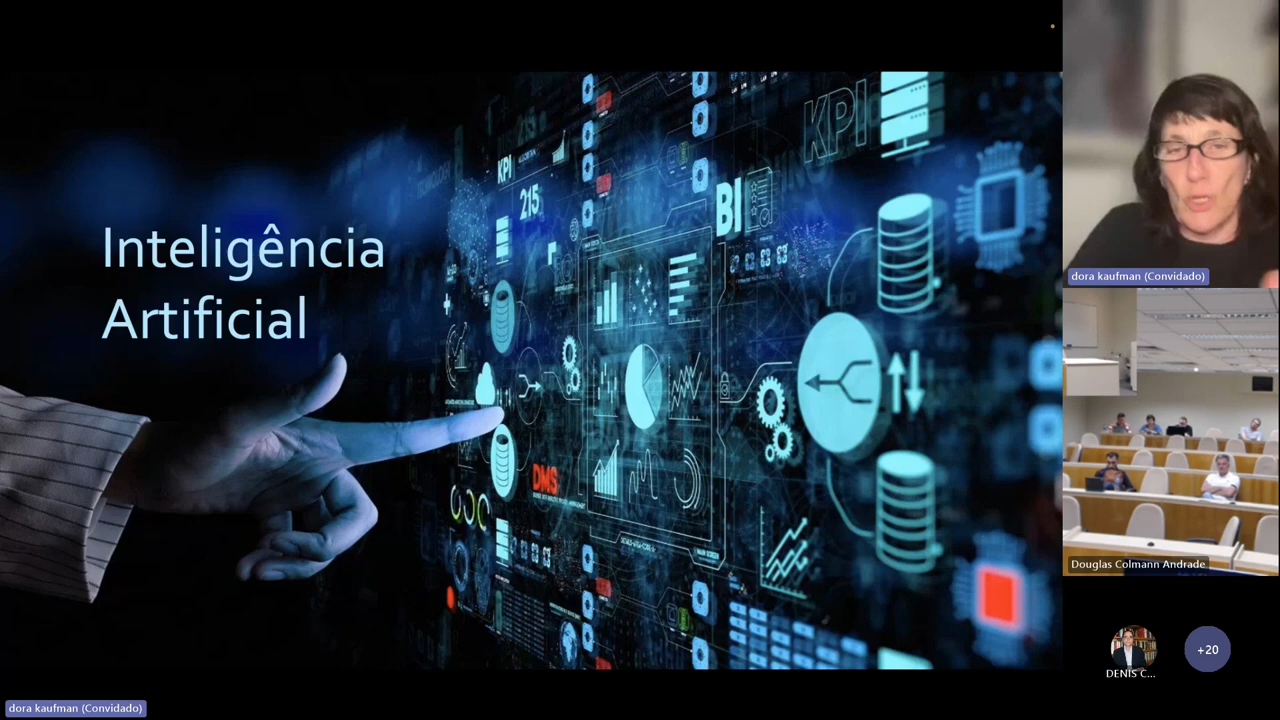 Inteligência
Artificial
KPI
215
KPI
BI
DMS
dora kaufman (Convidado)
Douglas Colmann Andrade
DENIS C...
+20
dora kaufman (Convidado)